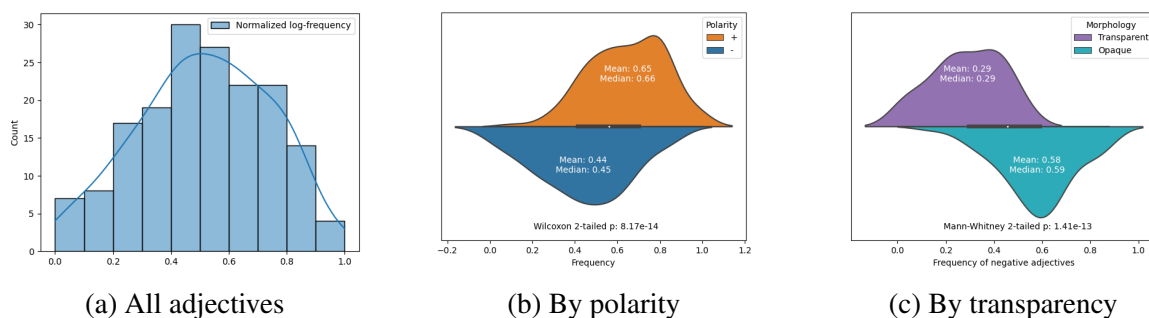 Normalized log-frequency
30
25
20
15
10
5
0
Count
0.0 0.2 0.4 0.6 0.8 1.0
(a) All adjectives
Polarity
+
-
Mean: 0.65
Median: 0.66
Mean: 0.44
Median: 0.45
Wilcoxon 2-tailed p: 8.17e-14
−0.2 0.0 0.2 0.4 0.6 0.8 1.0 1.2
Frequency
(b) By polarity
Morphology
Transparent
Opaque
Mean: 0.29
Median: 0.29
Mean: 0.58
Median: 0.59
Mann-Whitney 2-tailed p: 1.41e-13
0.0 0.2 0.4 0.6 0.8 1.0
Frequency of negative adjectives
(c) By transparency